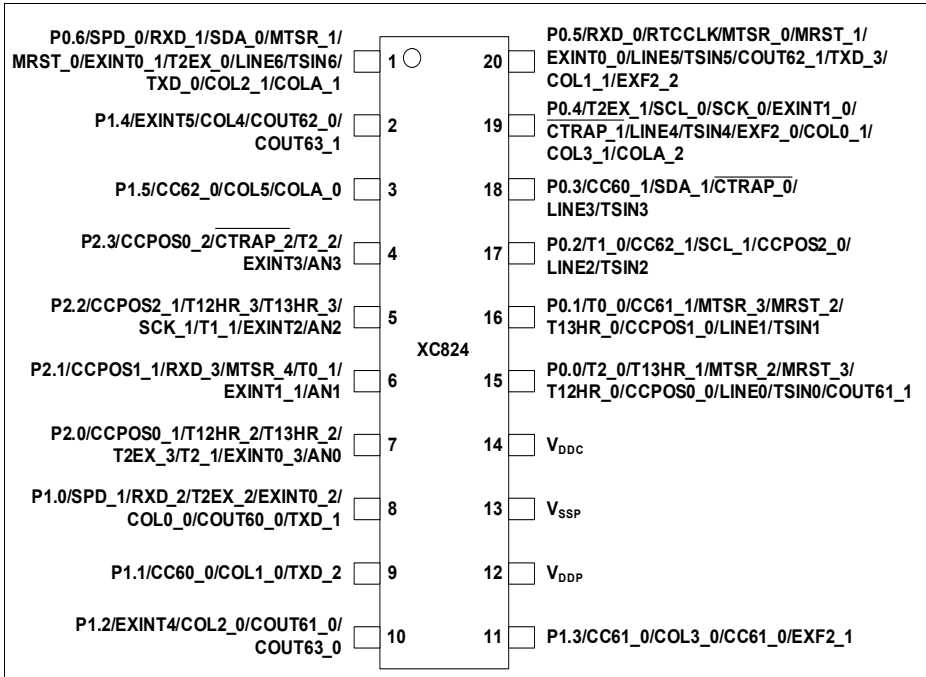 P0.6/SPD_0/RXD_1/SDA_0/MTSR_1/
MRST_0/EXINT0_1/T2EX_0/LINE6/TSIN6/
TXD_0/COL2_1/COLA_1
1
P1.4/EXINT5/COL4/COUT62_0/
COUT63_1
2
P1.5/CC62_0/COL5/COLA_0
3
P2.3/CCPOS0_2/CTRAP_2/T2_2/
EXINT3/AN3
4
P2.2/CCPOS2_1/T12HR_3/T13HR_3/
SCK_1/T1_1/EXINT2/AN2
5
P2.1/CCPOS1_1/RXD_3/MTSR_4/T0_1/
EXINT1_1/AN1
6
P2.0/CCPOS0_1/T12HR_2/T13HR_2/
T2EX_3/T2_1/EXINT0_3/AN0
7
P1.0/SPD_1/RXD_2/T2EX_2/EXINT0_2/
COL0_0/COUT60_0/TXD_1
8
P1.1/CC60_0/COL1_0/TXD_2
9
P1.2/EXINT4/COL2_0/COUT61_0/
COUT63_0
10
XC824
20
P0.5/RXD_0/RTCCLK/MTSR_0/MRST_1/
EXINT0_0/LINE5/TSIN5/COUT62_1/TXD_3/
COL1_1/EXF2_2
19
P0.4/T2EX_1/SCL_0/SCK_0/EXINT1_0/
CTRAP_1/LINE4/TSIN4/EXF2_0/COL0_1/
COL3_1/COLA_2
18
P0.3/CC60_1/SDA_1/CTRAP_0/
LINE3/TSIN3
17
P0.2/T1_0/CC62_1/SCL_1/CCPOS2_0/
LINE2/TSIN2
16
P0.1/T0_0/CC61_1/MTSR_3/MRST_2/
T13HR_0/CCPOS1_0/LINE1/TSIN1
15
P0.0/T2_0/T13HR_1/MTSR_2/MRST_3/
T12HR_0/CCPOS0_0/LINE0/TSIN0/COUT61_1
14
VDDC
13
VSSP
12
VDDP
11
P1.3/CC61_0/COL3_0/CC61_0/EXF2_1